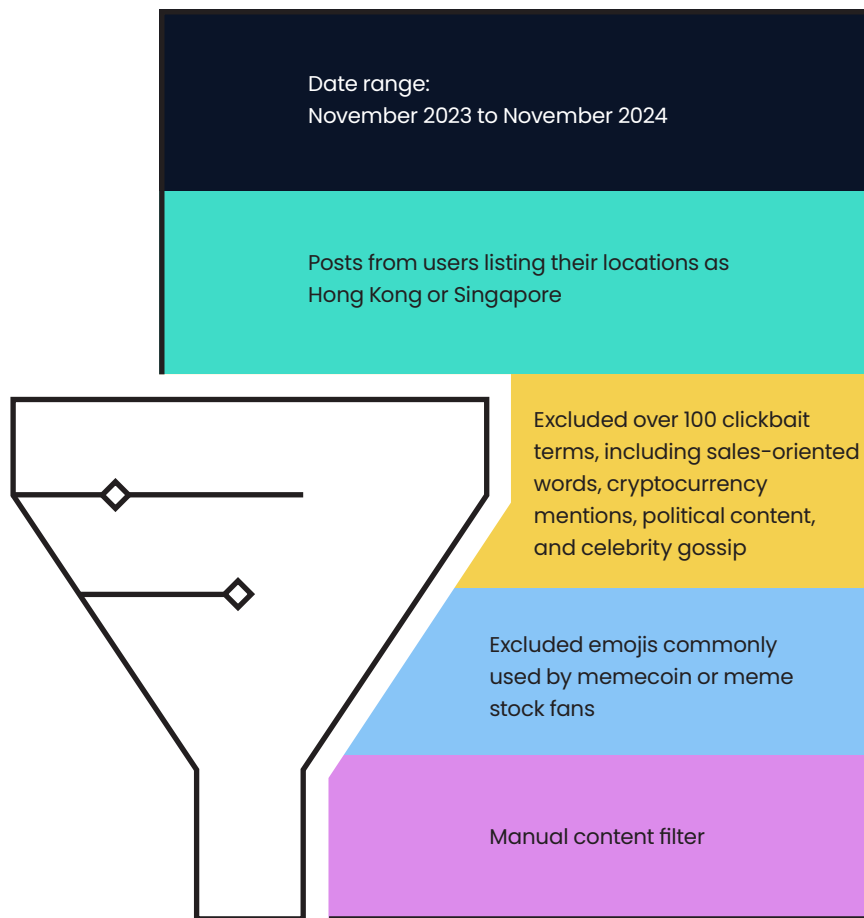 Date range:
November 2023 to November 2024
Posts from users listing their locations as
Hong Kong or Singapore
Excluded over 100 clickbait
terms, including sales-oriented
words, cryptocurrency
mentions, political content,
and celebrity gossip
Excluded emojis commonly
used by memecoin or meme
stock fans
Manual content filter